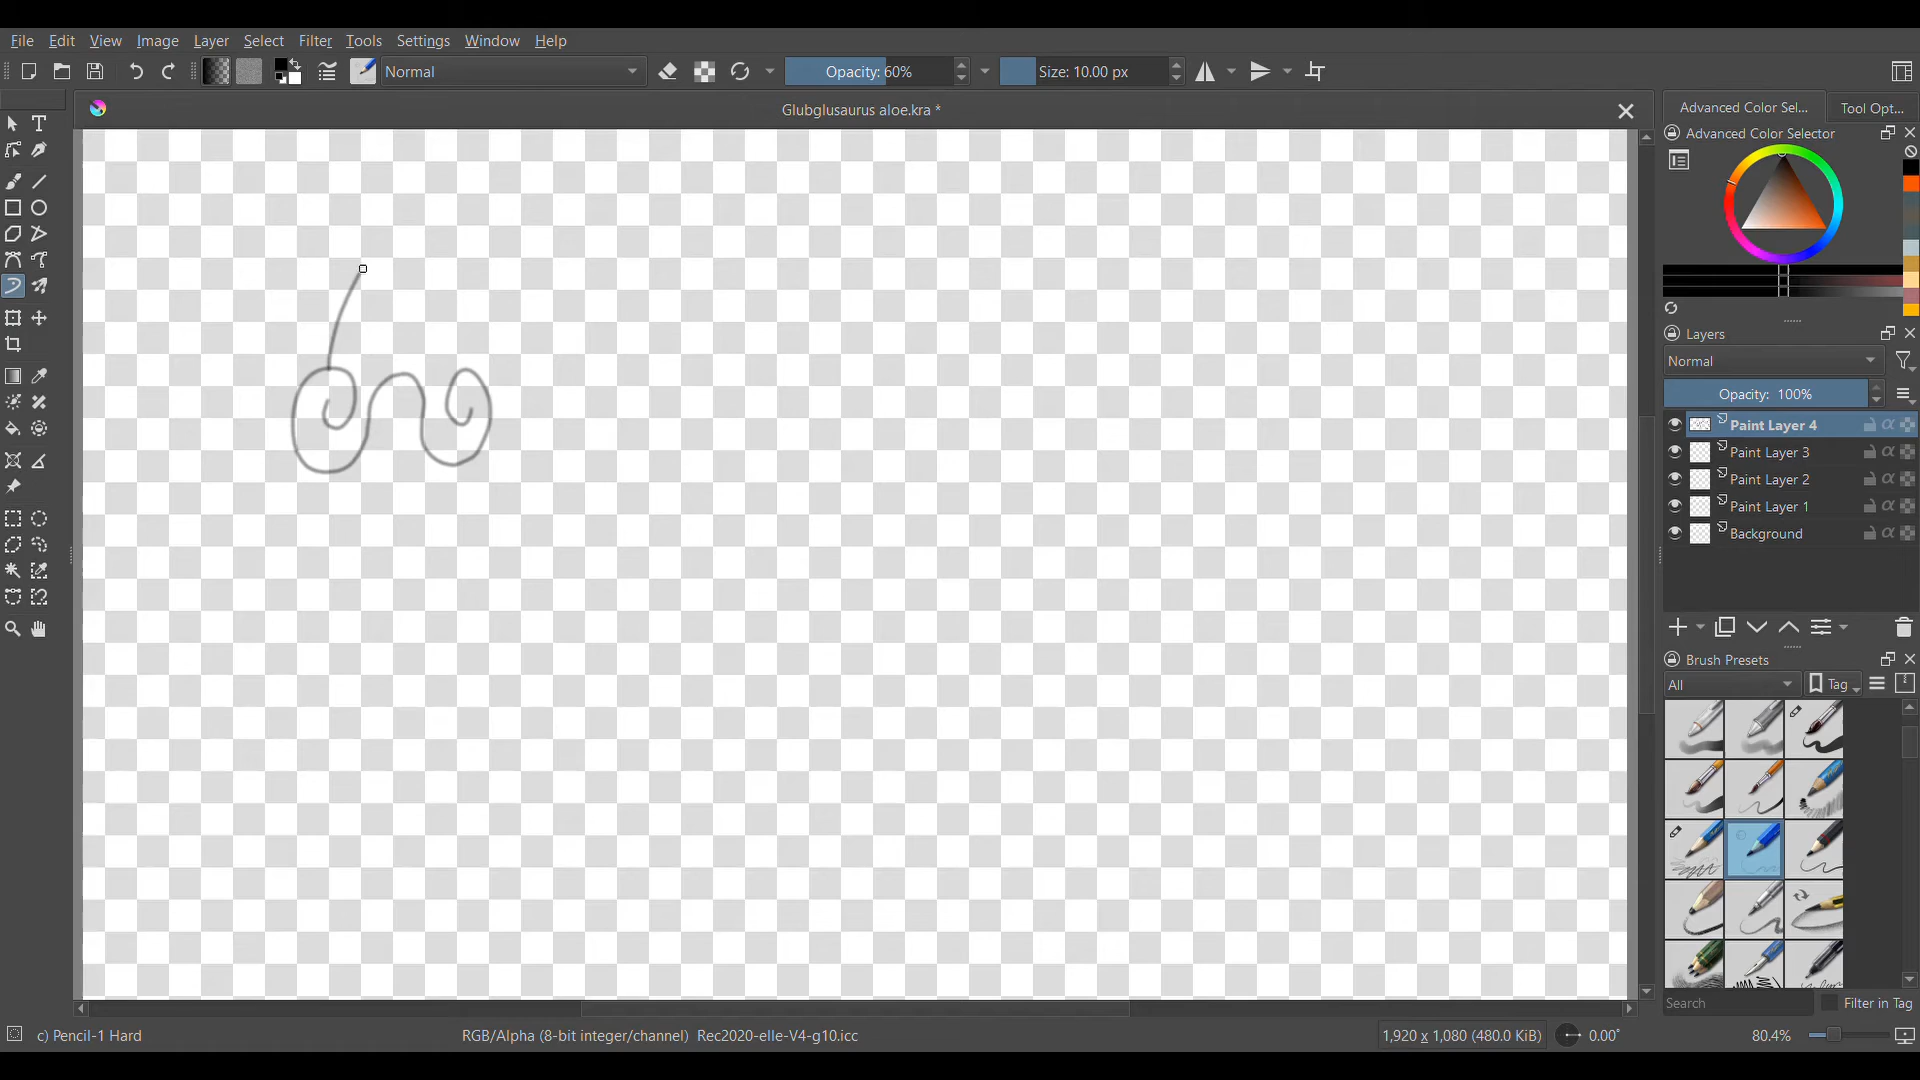 File Edit View Image Layer Select Filter Tools Settings Window Help
Normal Opacity: 60% Size: 10.00 px
Glubglusaurus aloe.kra *
Advanced Color Sel... Tool Opt...
Advanced Color Selector
Layers
Normal
Opacity: 100%
Paint Layer 4
Paint Layer 3
Paint Layer 2
Paint Layer 1
Background
Brush Presets
All Tag
Search Filter in Tag
c) Pencil-1 Hard RGB/Alpha (8-bit integer/channel) Rec2020-elle-V4-g10.icc 1,920 x 1,080 (480.0 KiB) 0.00° 80.4%